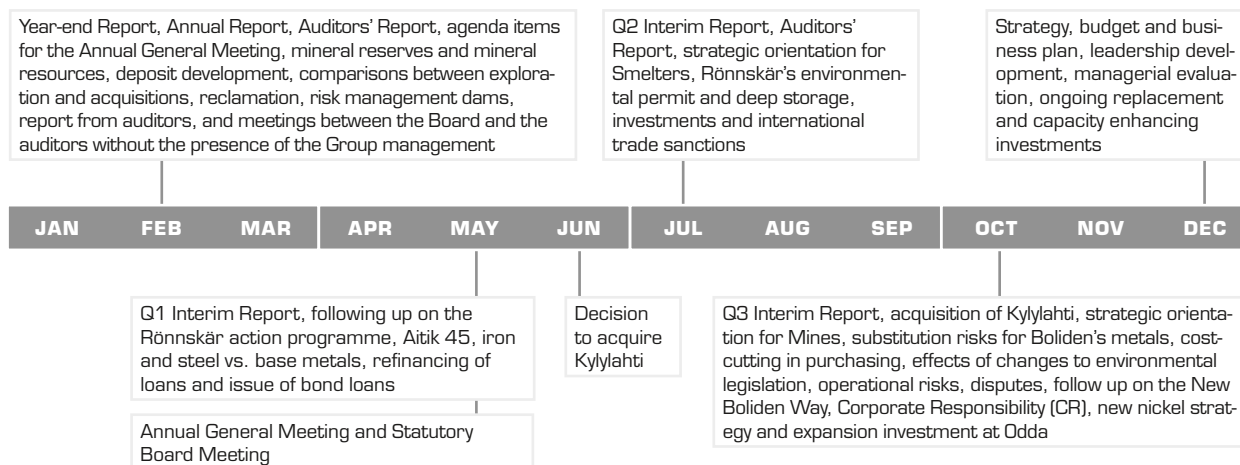 Year-end Report, Annual Report, Auditors' Report, agenda items
for the Annual General Meeting, mineral reserves and mineral
resources, deposit development, comparisons between explora-
tion and acquisitions, reclamation, risk management dams,
report from auditors, and meetings between the Board and the
auditors without the presence of the Group management
Q2 Interim Report, Auditors'
Report, strategic orientation for
Smelters, Rönnskär's environmen-
tal permit and deep storage,
investments and international
trade sanctions
Strategy, budget and busi-
ness plan, leadership devel-
opment, managerial evalua-
tion, ongoing replacement
and capacity enhancing
investments
JAN FEB MAR APR MAY JUN JUL AUG SEP OCT NOV DEC
Q1 Interim Report, following up on the
Rönnskär action programme, Aitik 45, iron
and steel vs. base metals, refinancing of
loans and issue of bond loans
Annual General Meeting and Statutory
Board Meeting
Decision
to acquire
Kylylahti
Q3 Interim Report, acquisition of Kylylahti, strategic orienta-
tion for Mines, substitution risks for Boliden's metals, cost-
cutting in purchasing, effects of changes to environmental
legislation, operational risks, disputes, follow up on the New
Boliden Way, Corporate Responsibility (CR), new nickel strat-
egy and expansion investment at Odda